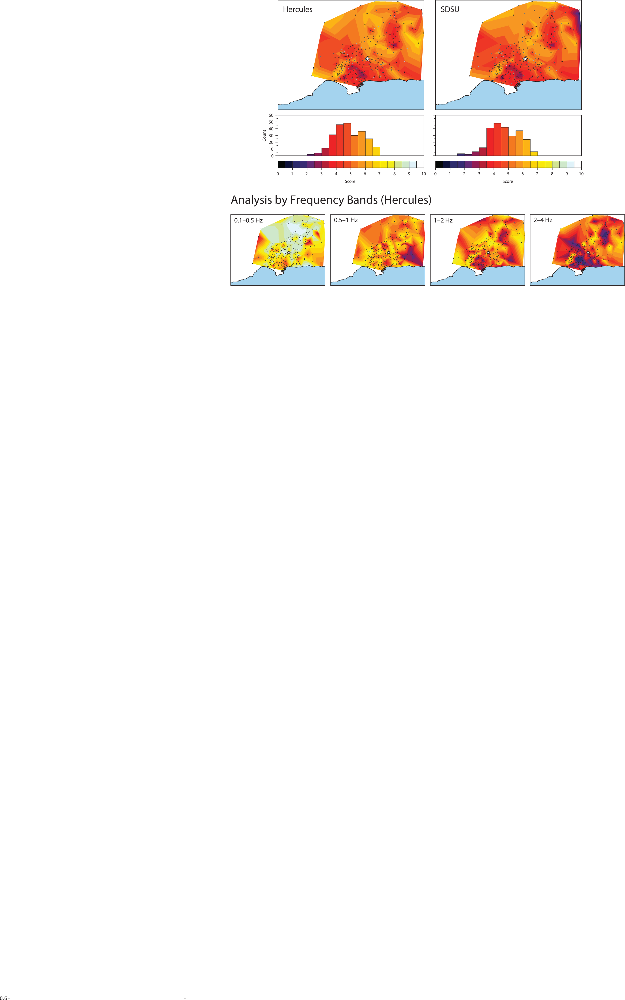 Hercules
SDSU
60
50
40
30
20
10
0
Count
0 1 2 3 4 5 6 7 8 9 10
0 1 2 3 4 5 6 7 8 9 10
Score
Score
Analysis by Frequency Bands (Hercules)
0.1–0.5 Hz
0.5–1 Hz
1–2 Hz
2–4 Hz
0.6